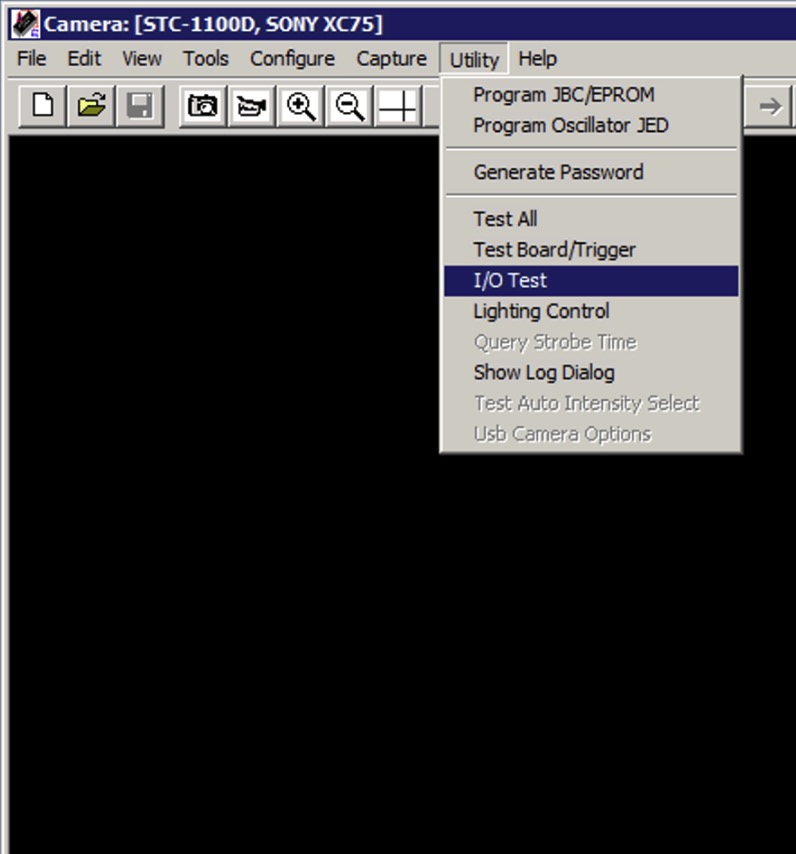 Camera: [STC-1100D, SONY XC75]
File Edit View Tools Configure Capture Utility Help
Program JBC/EPROM
Program Oscillator JED
Generate Password
Test All
Test Board/Trigger
I/O Test
Lighting Control
Query Strobe Time
Show Log Dialog
Test Auto Intensity Select
Usb Camera Options